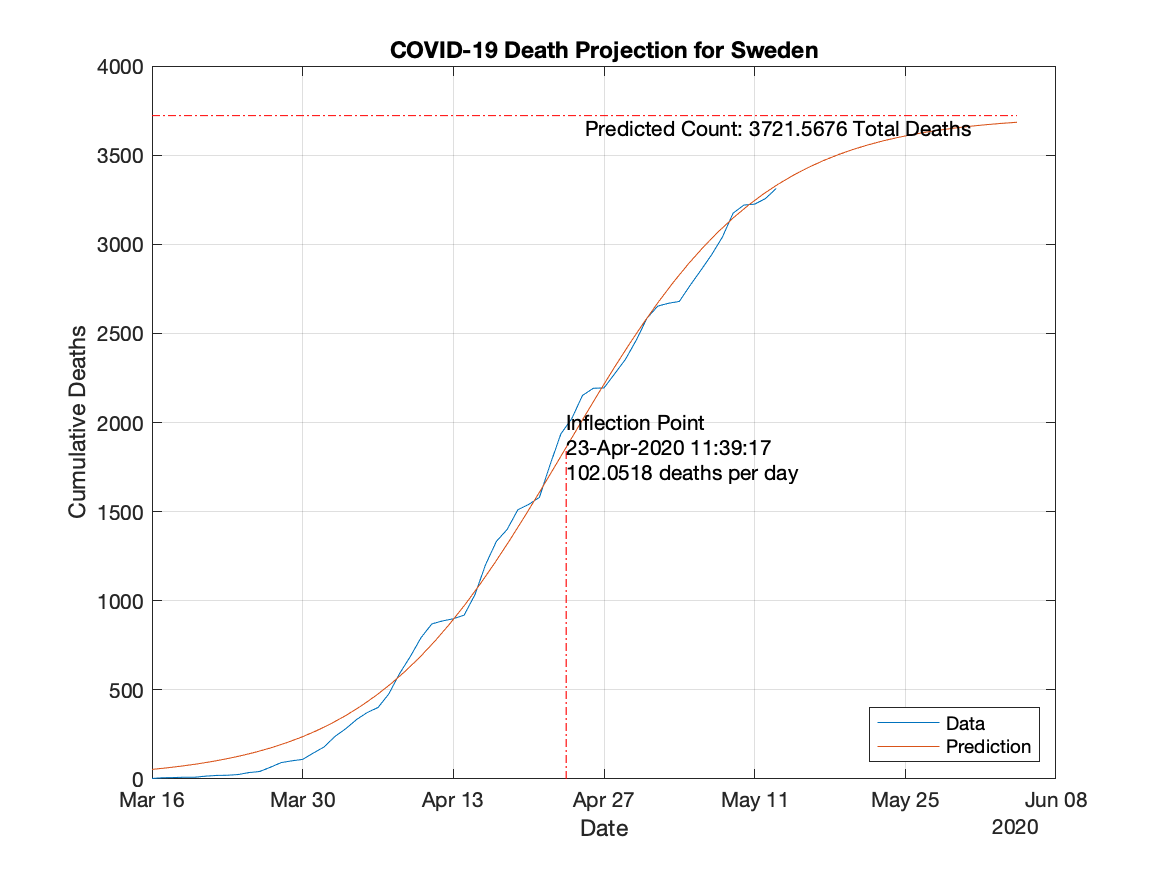 COVID-19 Death Projection for Sweden
4000
3500
3000
2500
2000
1500
1000
500
0
Cumulative Deaths
Predicted Count: 3721.5676 Total Deaths
Inflection Point
23-Apr-2020 11:39:17
102.0518 deaths per day
Data
Prediction
Mar 16 Mar 30 Apr 13 Apr 27 May 11 May 25 Jun 08
Date
2020